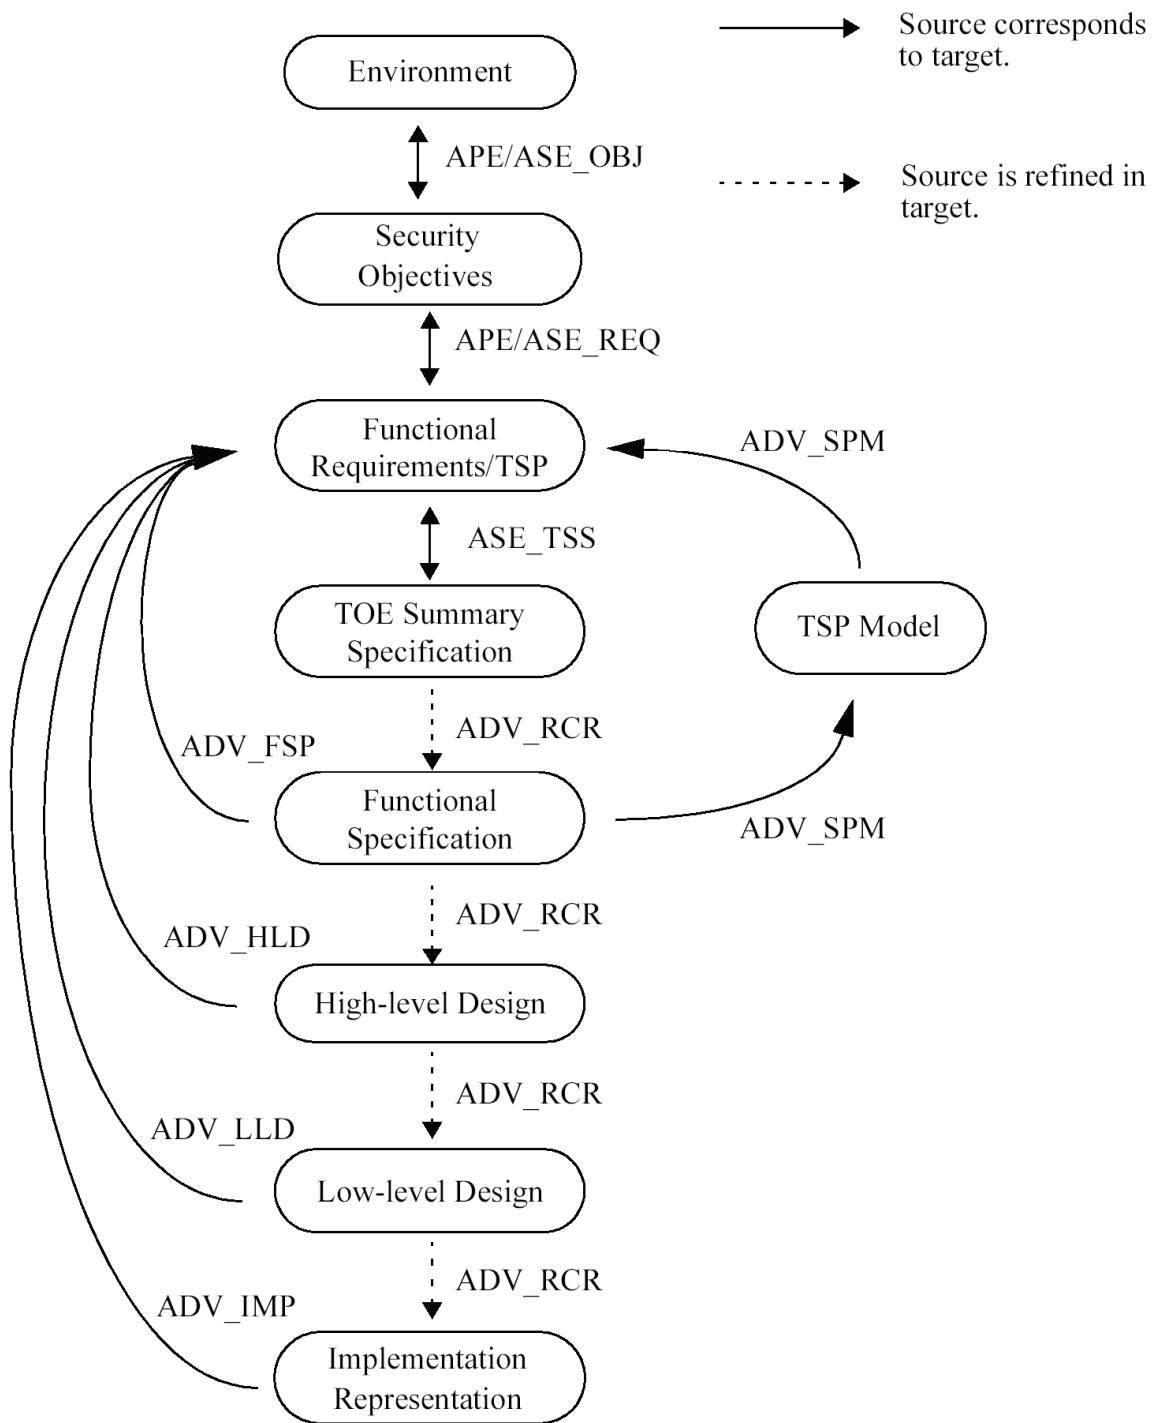 Source corresponds
to target.
Environment
APE/ASE_OBJ
Source is refined in
target.
Security
Objectives
APE/ASE_REQ
Functional
Requirements/TSP
ADV_SPM
ASE_TSS
TOE Summary
Specification
TSP Model
ADV_RCR
ADV_FSP
Functional
Specification
ADV_SPM
ADV_RCR
ADV_HLD
High-level Design
ADV_RCR
ADV_LLD
Low-level Design
ADV_RCR
ADV_IMP
Implementation
Representation